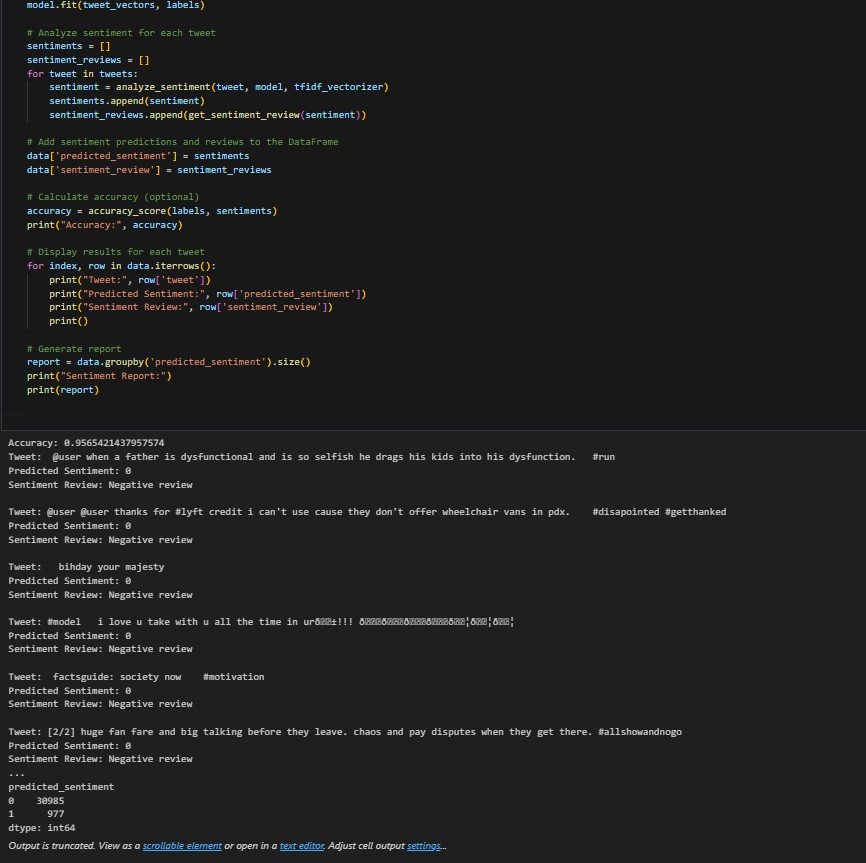 model.fit(tweet_vectors, labels)
# Analyze sentiment for each tweet
sentiments = []
sentiment_reviews = []
for tweet in tweets:
    sentiment = analyze_sentiment(tweet, model, tfidf_vectorizer)
    sentiments.append(sentiment)
    sentiment_reviews.append(get_sentiment_review(sentiment))
# Add sentiment predictions and reviews to the DataFrame
data['predicted_sentiment'] = sentiments
data['sentiment_review'] = sentiment_reviews
# Calculate accuracy (optional)
accuracy = accuracy_score(labels, sentiments)
print("Accuracy:", accuracy)
# Display results for each tweet
for index, row in data.iterrows():
    print("Tweet:", row['tweet'])
    print("Predicted Sentiment:", row['predicted_sentiment'])
    print("Sentiment Review:", row['sentiment_review'])
    print()
# Generate report
report = data.groupby('predicted_sentiment').size()
print("Sentiment Report:")
print(report)
Accuracy: 0.9565421437957574
Tweet:  @user when a father is dysfunctional and is so selfish he drags his kids into his dysfunction.   #run
Predicted Sentiment: 0
Sentiment Review: Negative review
Tweet: @user @user thanks for #lyft credit i can't use cause they don't offer wheelchair vans in pdx.    #disapointed #getthanked
Predicted Sentiment: 0
Sentiment Review: Negative review
Tweet:   bihday your majesty
Predicted Sentiment: 0
Sentiment Review: Negative review
Tweet: #model   i love u take with u all the time in ur
Predicted Sentiment: 0
Sentiment Review: Negative review
Tweet:  factsguide: society now    #motivation
Predicted Sentiment: 0
Sentiment Review: Negative review
Tweet: [2/2] huge fan fare and big talking before they leave. chaos and pay disputes when they get there. #allshowandnogo
Predicted Sentiment: 0
Sentiment Review: Negative review
...
predicted_sentiment
0    30985
1      977
dtype: int64
Output is truncated. View as a scrollable element or open in a text editor. Adjust cell output settings...